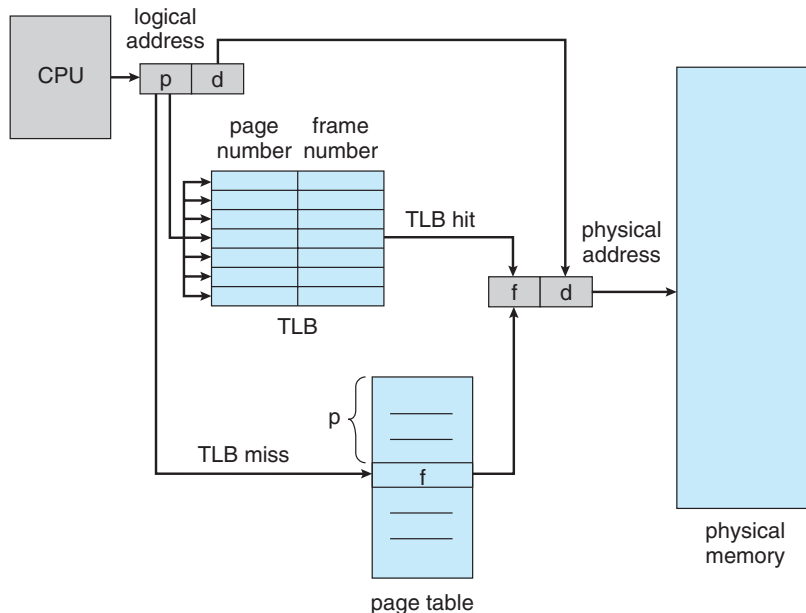 logical
address
CPU
p
d
page
number
frame
number
TLB hit
physical
address
f
d
TLB
p
TLB miss
f
page table
physical
memory